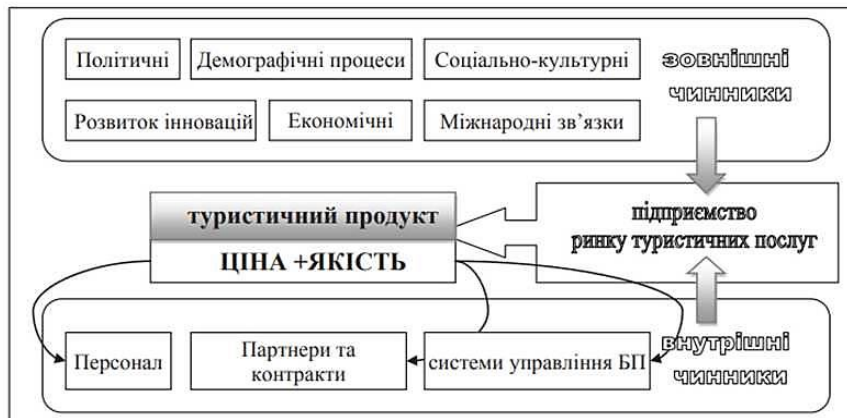 Політичні
Демографічні процеси
Соціально-культурні
зовнішні
чинники
Розвиток інновацій
Економічні
Міжнародні зв’язки
туристичний продукт
ЦІНА +ЯКІСТЬ
підприємство
ринку туристичних послуг
Персонал
Партнери та
контракти
системи управління БП
внутрішні
чинники